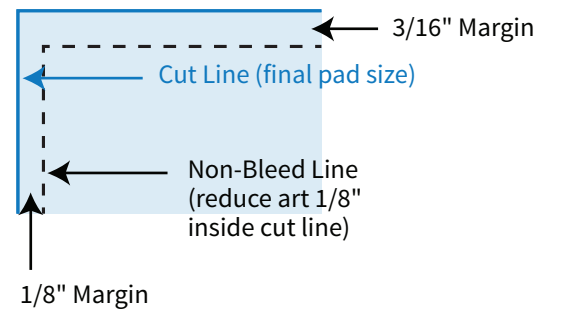 3/16" Margin
Cut Line (final pad size)
Non-Bleed Line
(reduce art 1/8"
inside cut line)
1/8" Margin